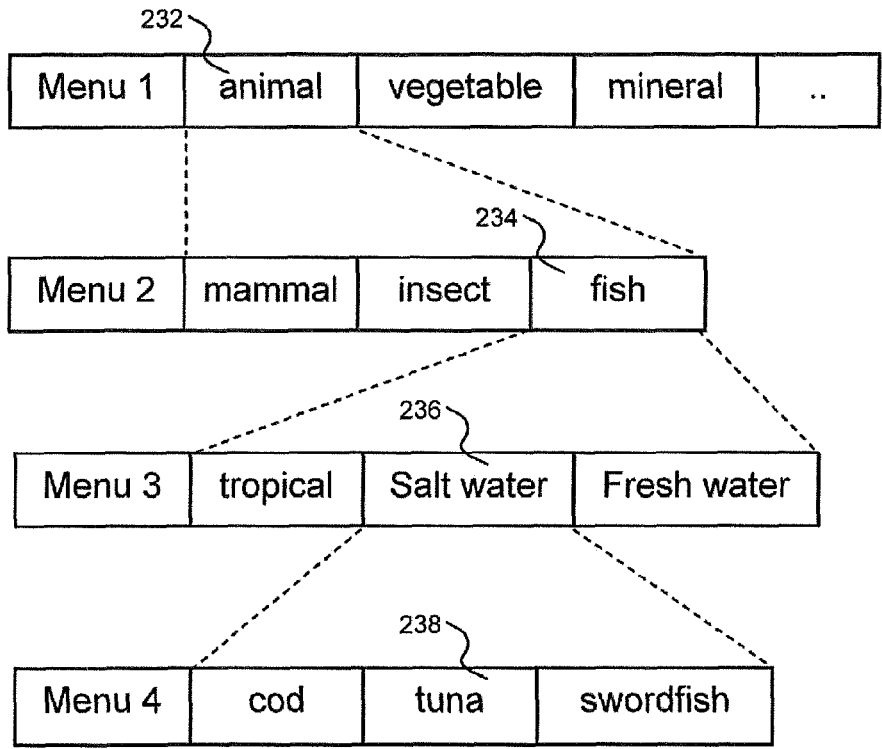 232
Menu 1 animal vegetable mineral ..
234
Menu 2 mammal insect fish
236
Menu 3 tropical Salt water Fresh water
238
Menu 4 cod tuna swordfish